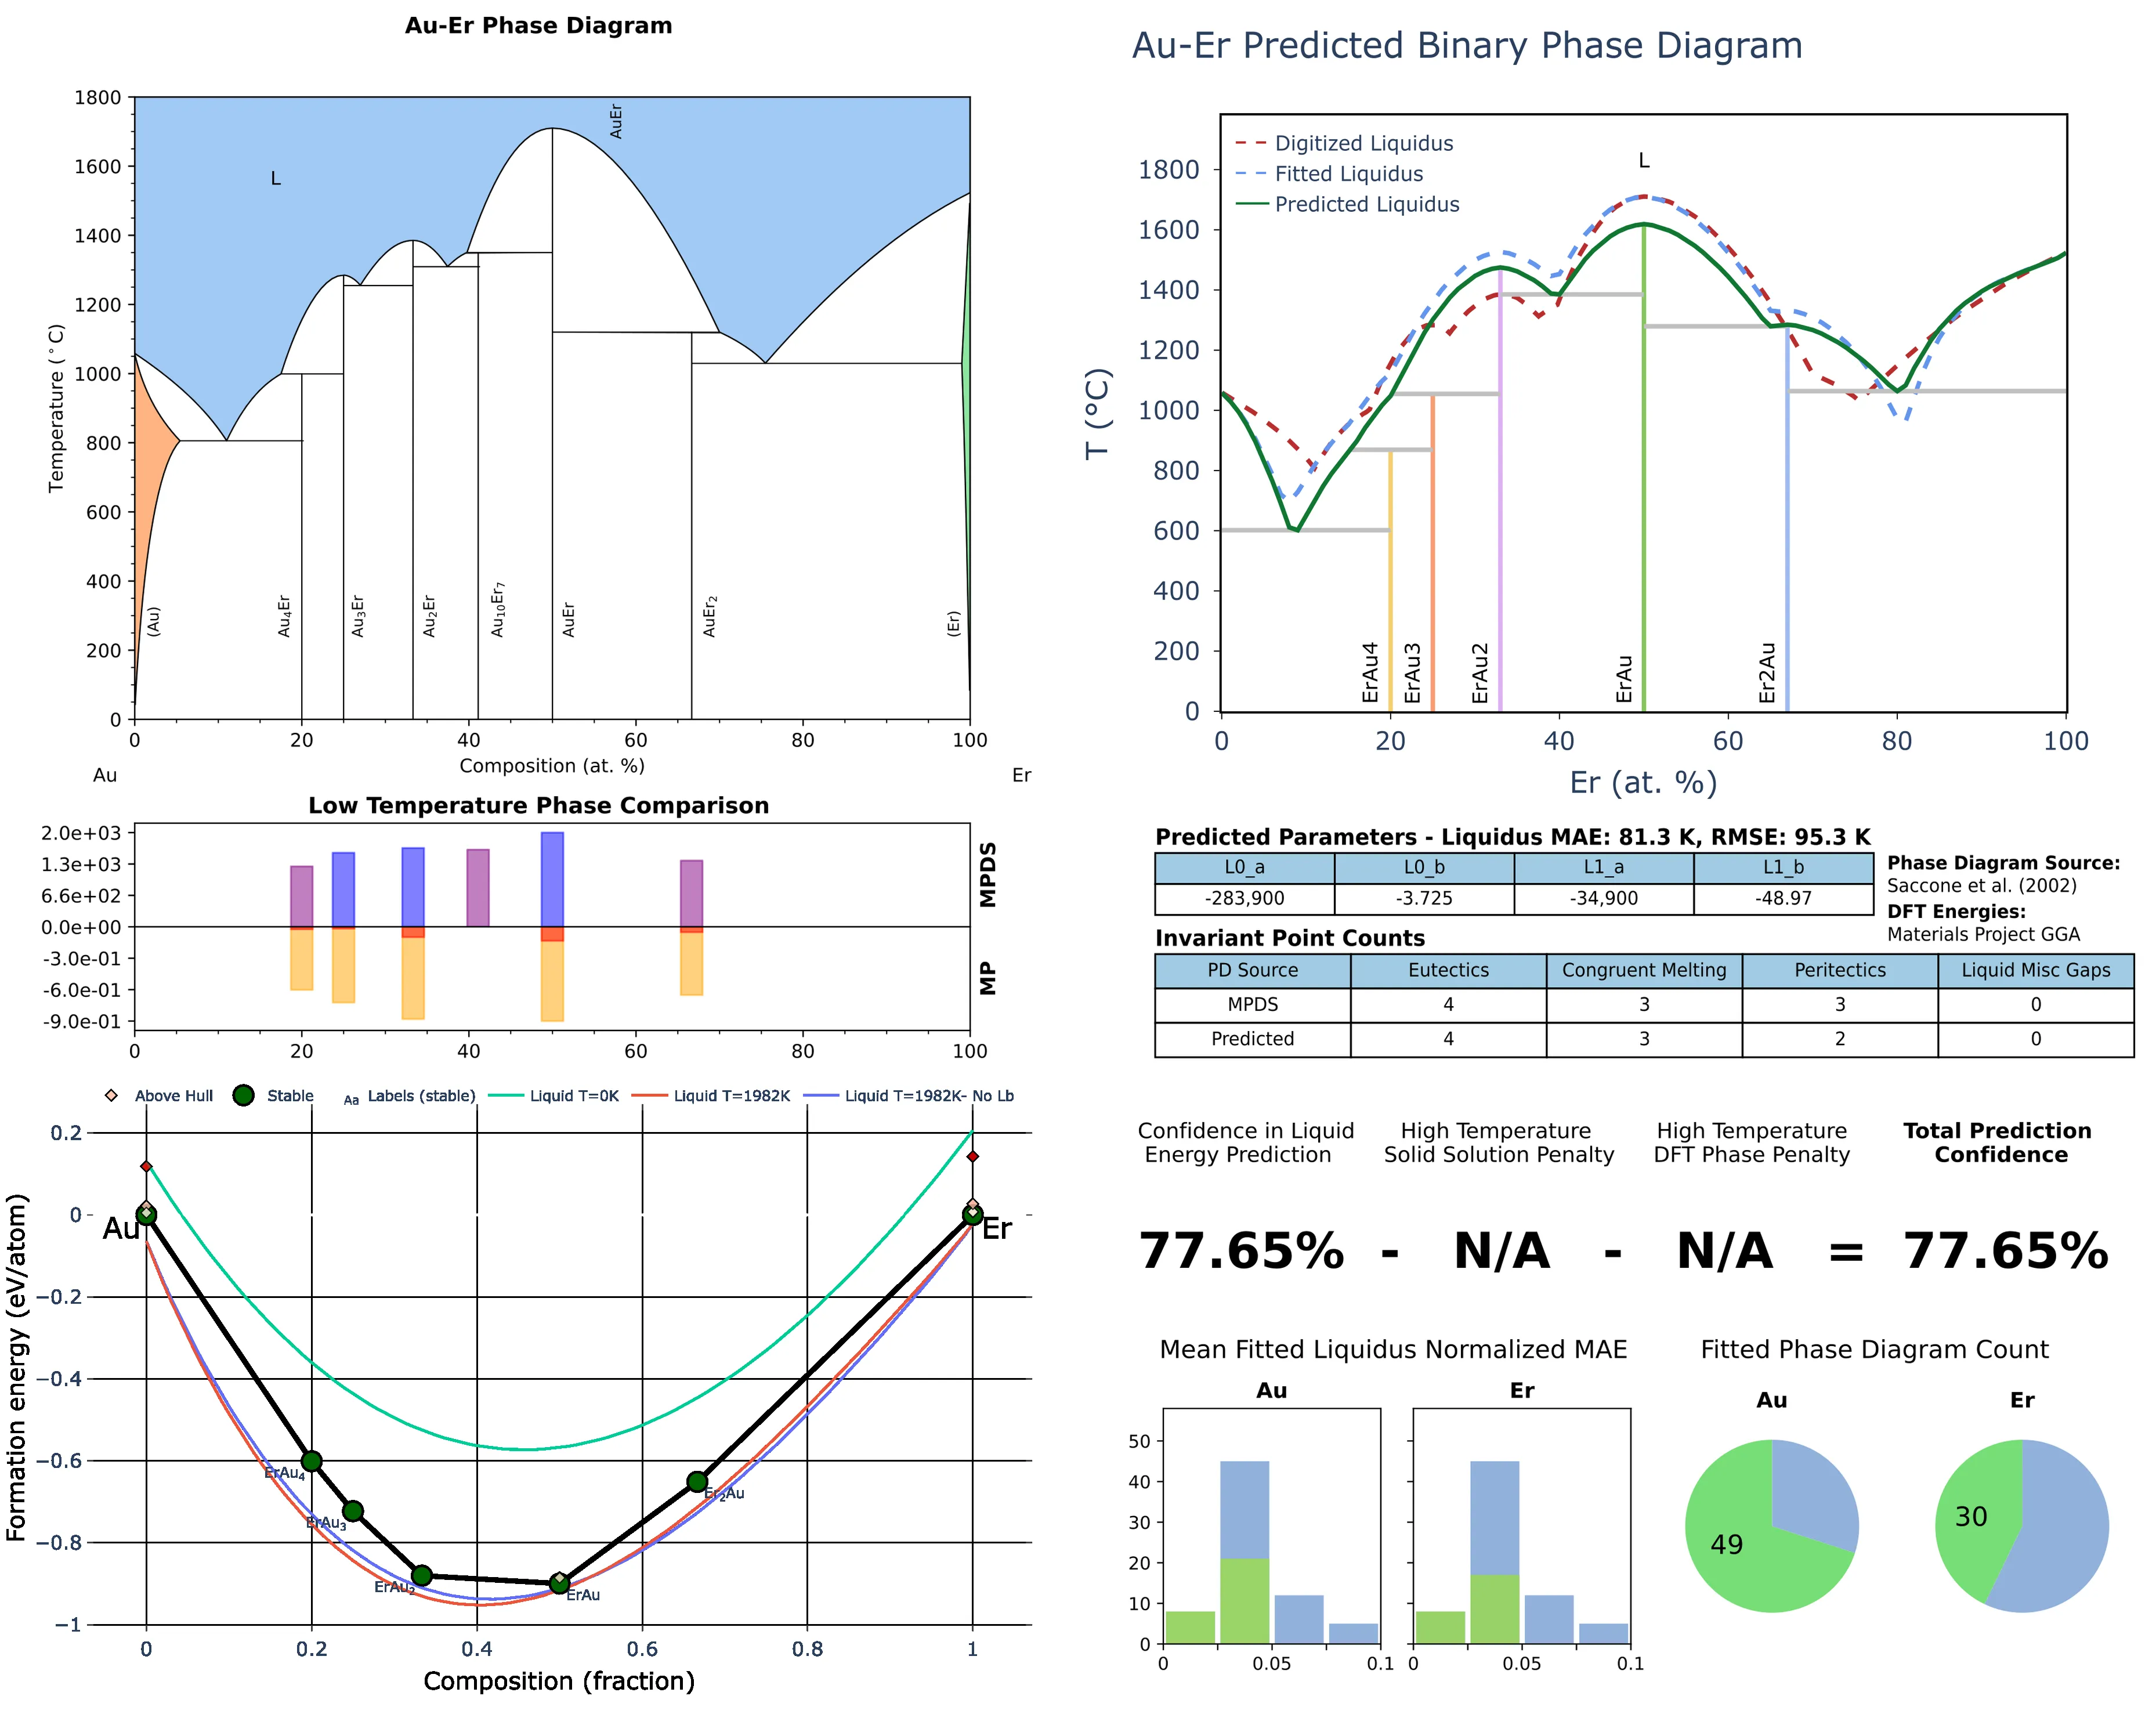 Au-Er Phase Diagram
1800
1600
1400
1200
1000
800
600
400
200
0
Temperature (°C)
L
AuEr
(Au)
Au₄Er
Au₃Er
Au₂Er
Au₁₀Er₇
AuEr
AuEr₂
(Er)
0 20 40 60 80 100
Composition (at. %)
Au Er
Low Temperature Phase Comparison
2.0e+03
1.3e+03
6.6e+02
0.0e+00
-3.0e-01
-6.0e-01
-9.0e-01
MPDS
MP
0 20 40 60 80 100
Above Hull Stable Aa Labels (stable) Liquid T=0K Liquid T=1982K Liquid T=1982K- No Lb
0.2
0
−0.2
−0.4
−0.6
−0.8
−1
Formation energy (eV/atom)
Au
Er
ErAu₄
ErAu₃
ErAu₂
ErAu
Er₂Au
0 0.2 0.4 0.6 0.8 1
Composition (fraction)
Au-Er Predicted Binary Phase Diagram
Digitized Liquidus
Fitted Liquidus
Predicted Liquidus
L
1800
1600
1400
1200
1000
800
600
400
200
0
T (°C)
ErAu4
ErAu3
ErAu2
ErAu
Er2Au
0 20 40 60 80 100
Er (at. %)
Predicted Parameters - Liquidus MAE: 81.3 K, RMSE: 95.3 K
L0_a L0_b L1_a L1_b
-283,900 -3.725 -34,900 -48.97
Phase Diagram Source:
Saccone et al. (2002)
DFT Energies:
Materials Project GGA
Invariant Point Counts
PD Source Eutectics Congruent Melting Peritectics Liquid Misc Gaps
MPDS 4 3 3 0
Predicted 4 3 2 0
Confidence in Liquid
Energy Prediction
High Temperature
Solid Solution Penalty
High Temperature
DFT Phase Penalty
Total Prediction
Confidence
77.65% - N/A - N/A = 77.65%
Mean Fitted Liquidus Normalized MAE
Au
Er
50
40
30
20
10
0
0 0.05 0.1
0 0.05 0.1
Fitted Phase Diagram Count
Au
Er
49
30